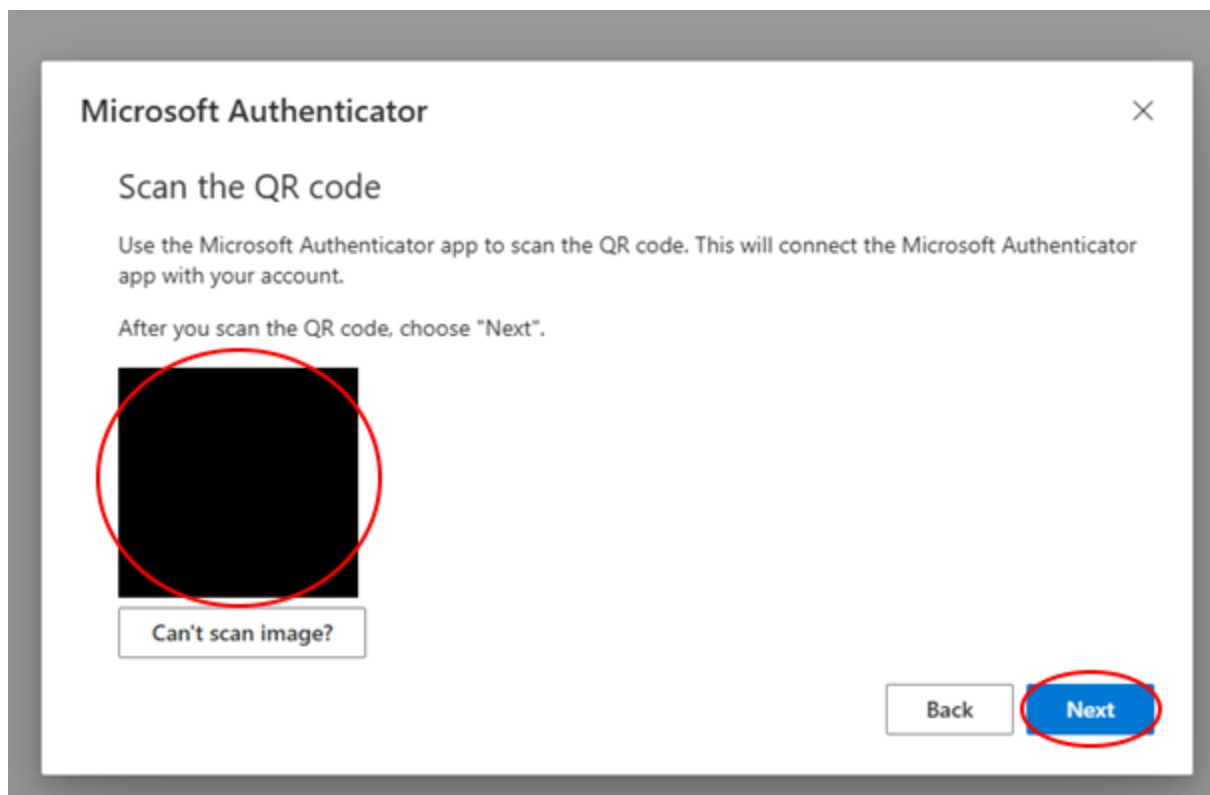 Microsoft Authenticator
Scan the QR code
Use the Microsoft Authenticator app to scan the QR code. This will connect the Microsoft Authenticator
app with your account.
After you scan the QR code, choose "Next".
Can't scan image?
Back
Next